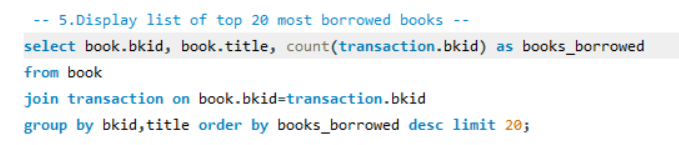 -- 5.Display list of top 20 most borrowed books --
select book.bkid, book.title, count(transaction.bkid) as books_borrowed
from book
join transaction on book.bkid=transaction.bkid
group by bkid,title order by books_borrowed desc limit 20;